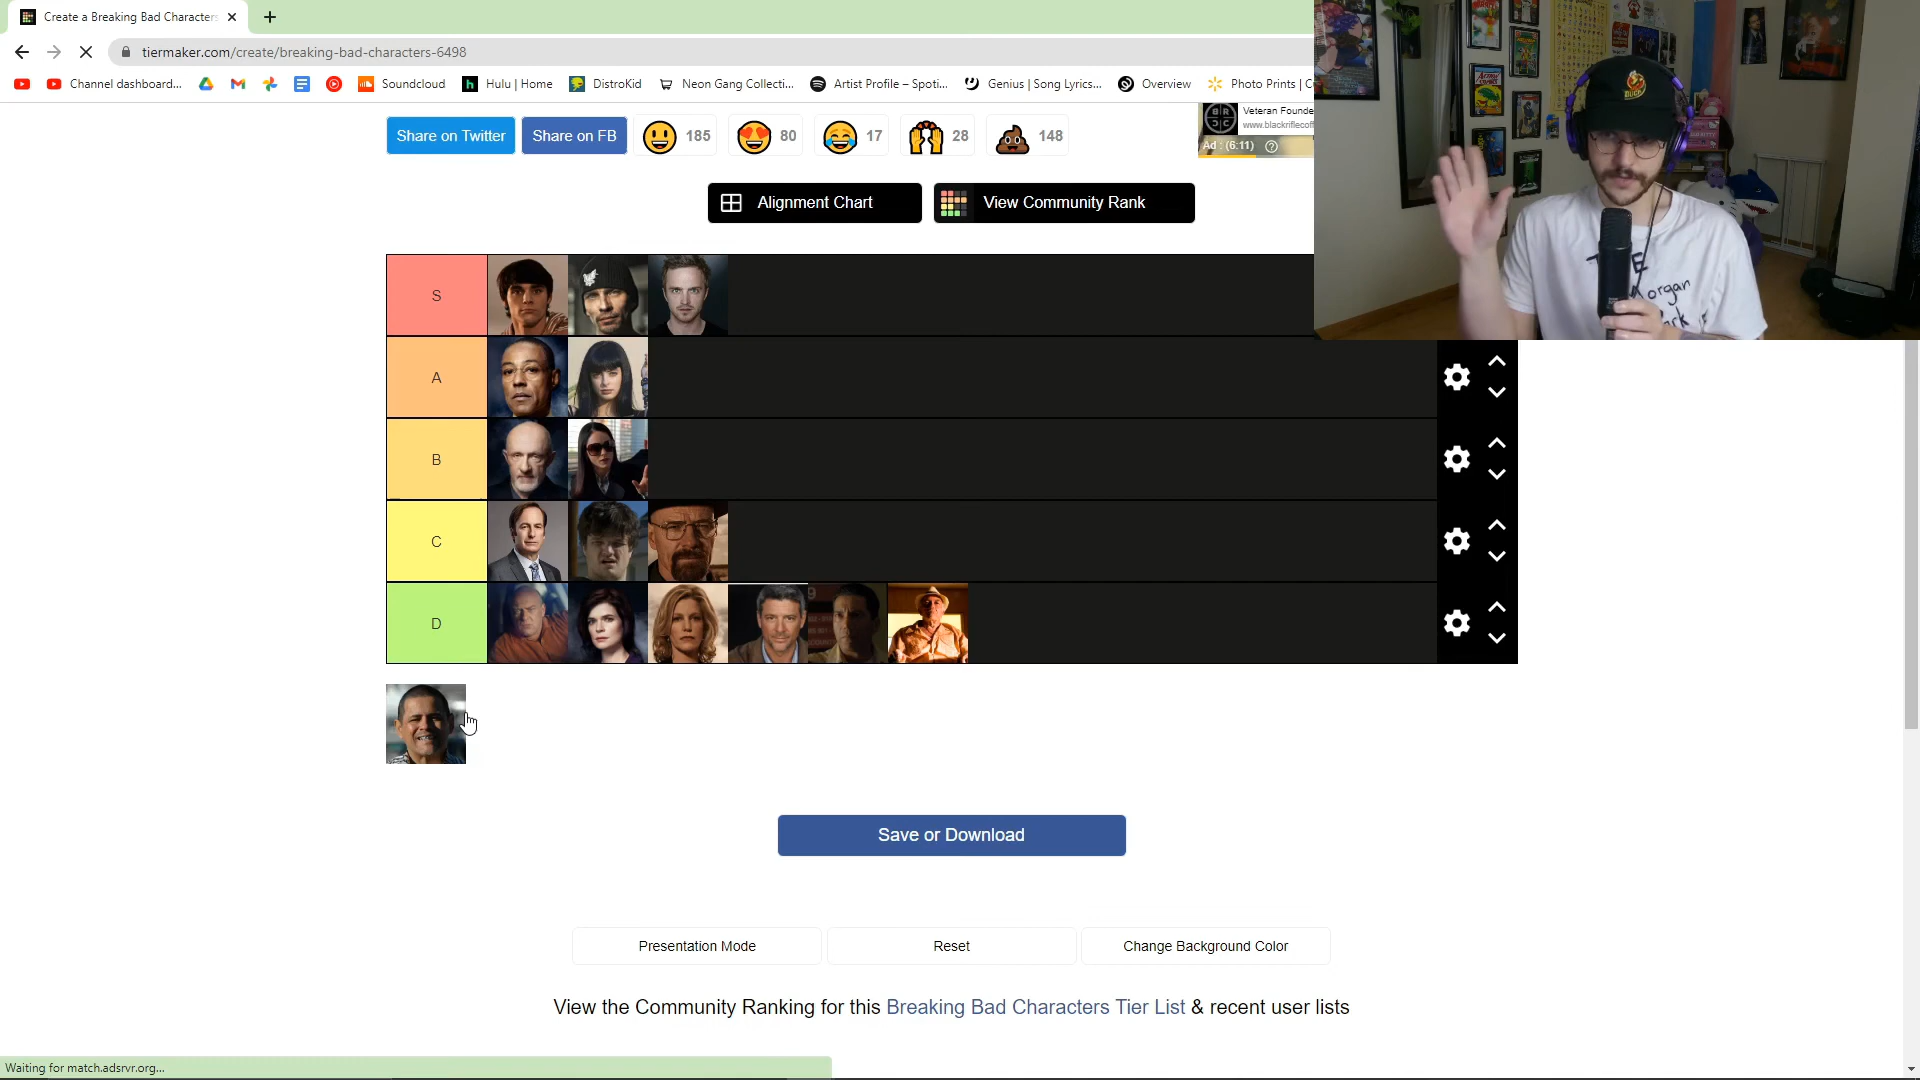 Create a Breaking Bad Characters
tiermaker.com/create/breaking-bad-characters-6498
Channel dashboard...
Soundcloud
Hulu | Home
DistroKid
Neon Gang Collecti...
Artist Profile – Spoti...
Genius | Song Lyrics...
Overview
Photo Prints | C
Share on Twitter
Share on FB
185
80
17
28
148
Veteran Founde
www.blackriflecoff
Ad : (6:11)
Alignment Chart
View Community Rank
S
A
B
C
D
Save or Download
Presentation Mode
Reset
Change Background Color
View the Community Ranking for this Breaking Bad Characters Tier List & recent user lists
Waiting for match.adsrvr.org...